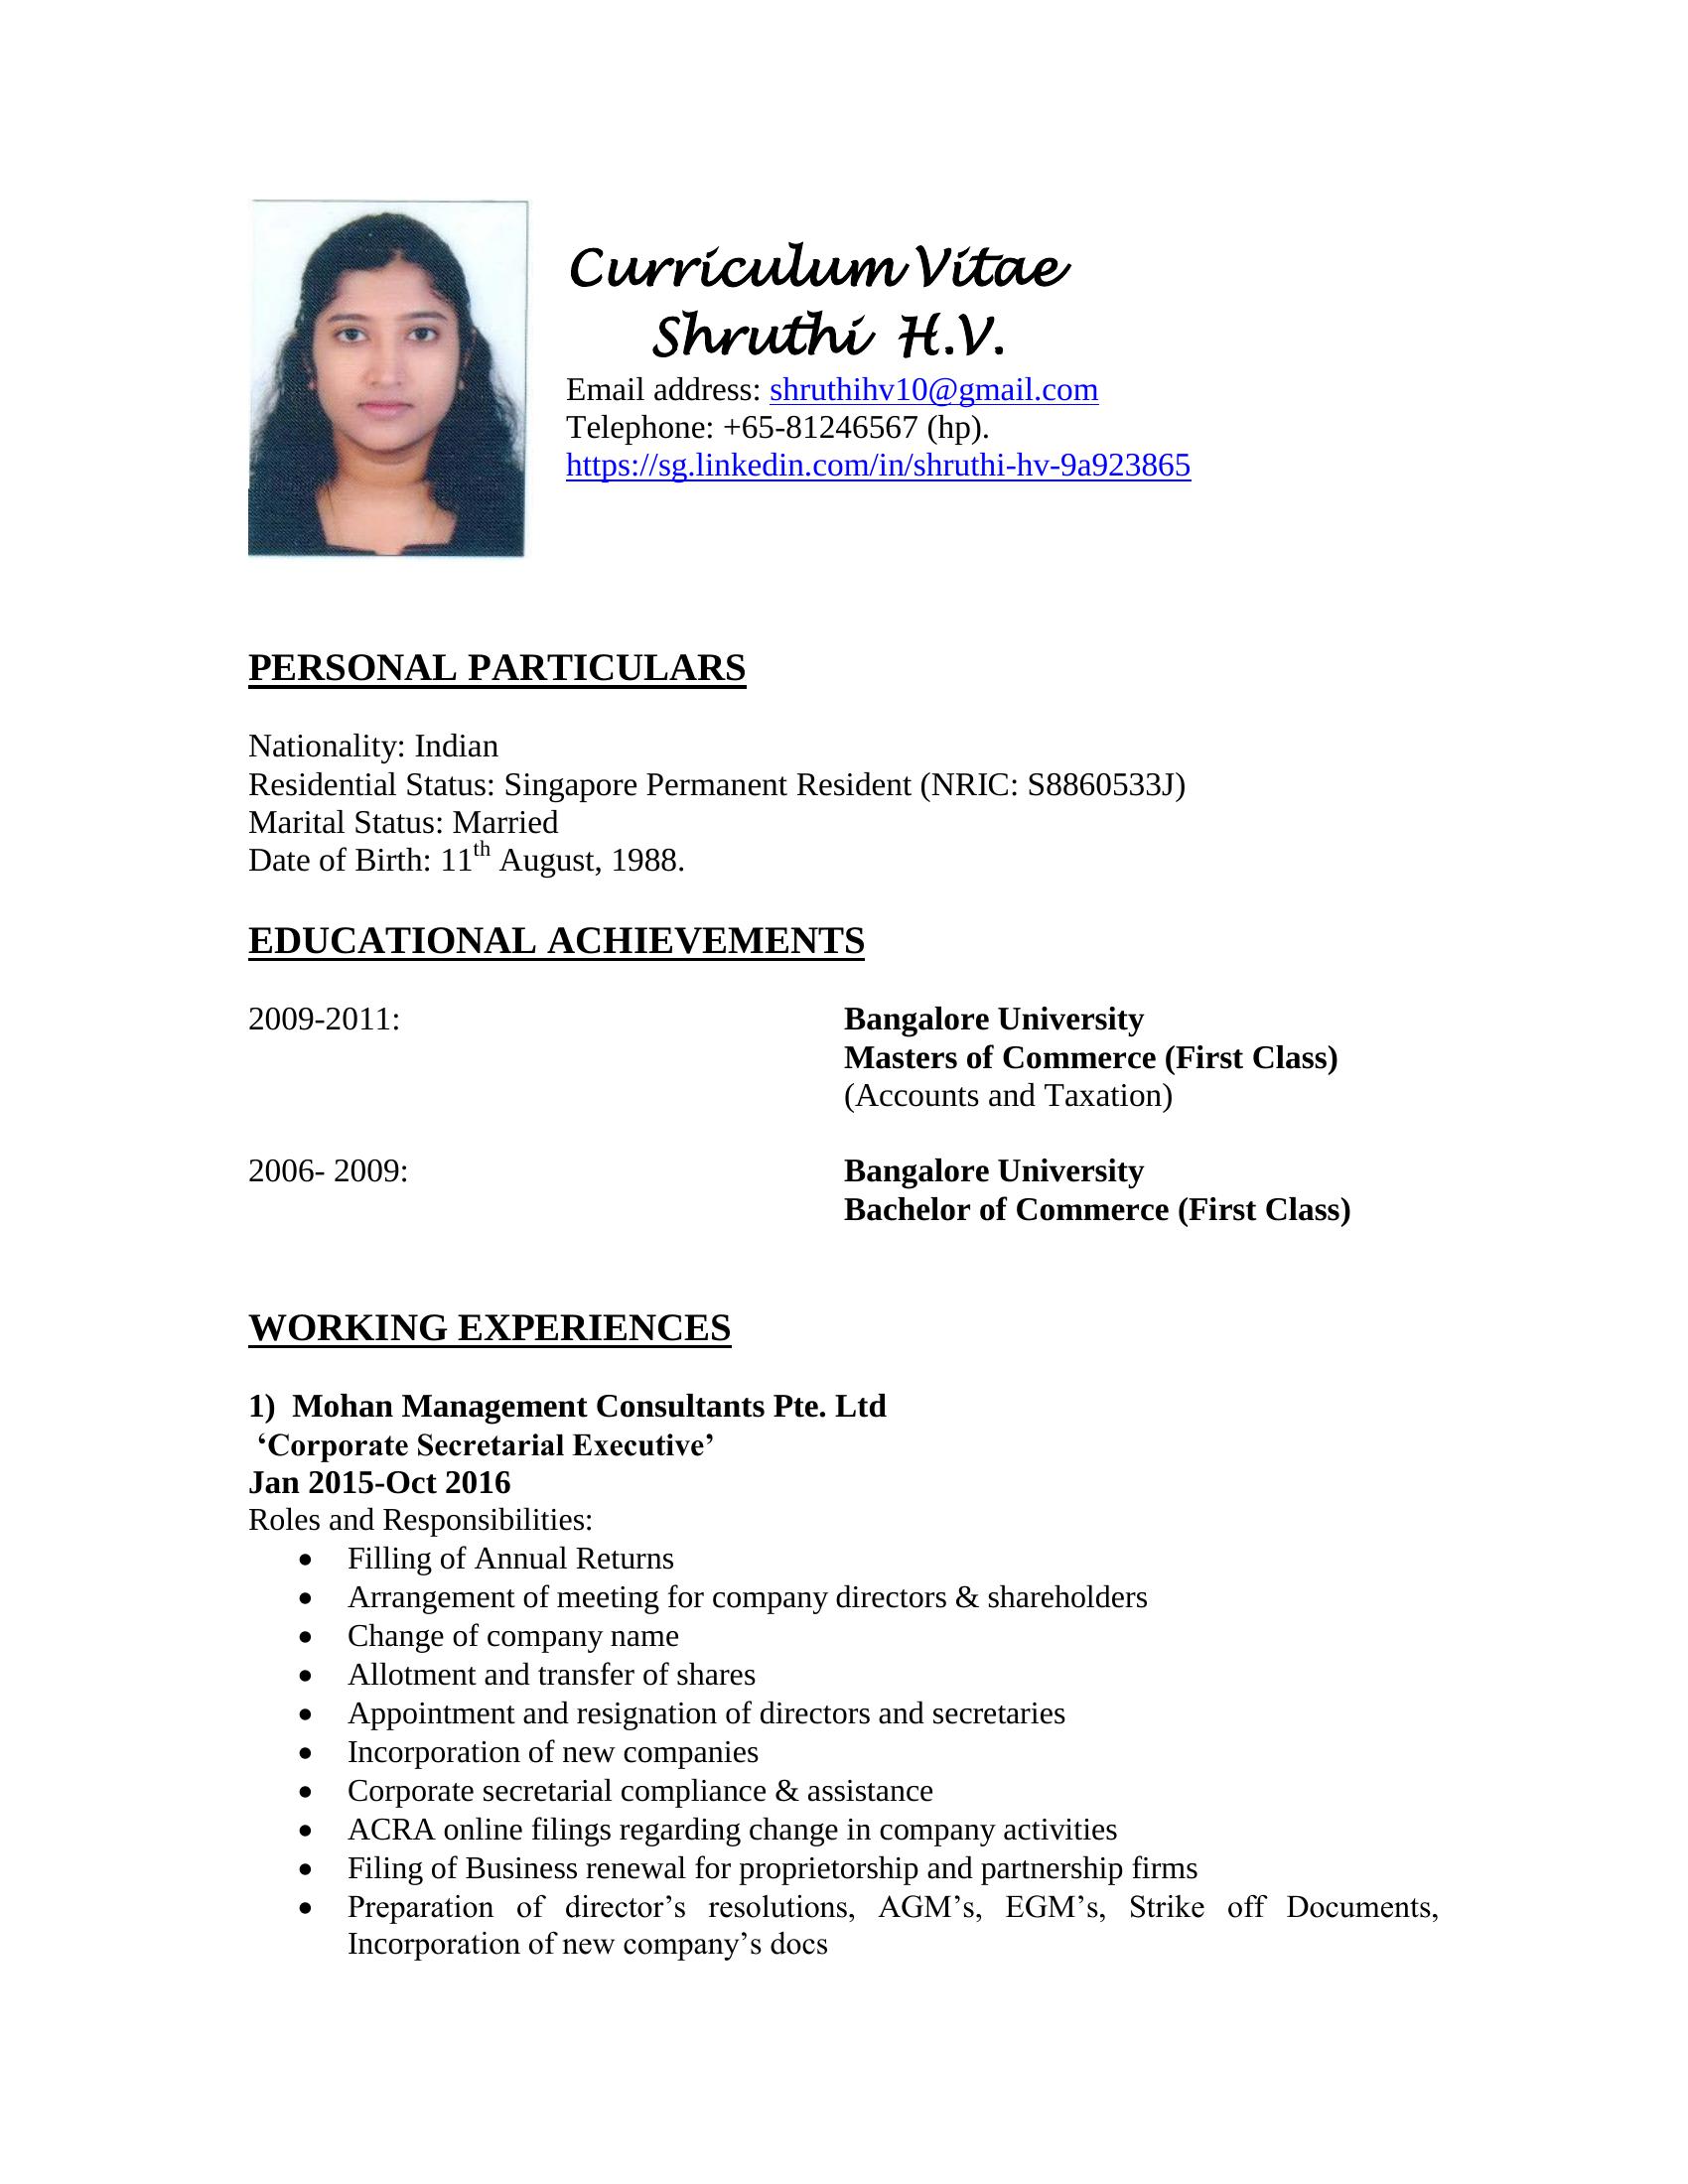 Curriculum Vitae
Shruthi H.V.
Email address: shruthihv10@gmail.com
Telephone: +65-81246567 (hp).
https://sg.linkedin.com/in/shruthi-hv-9a923865
PERSONAL PARTICULARS
Nationality: Indian
Residential Status: Singapore Permanent Resident (NRIC: S8860533J)
Marital Status: Married
Date of Birth: 11th August, 1988.
EDUCATIONAL ACHIEVEMENTS
2009-2011: Bangalore University
Masters of Commerce (First Class)
(Accounts and Taxation)
2006- 2009: Bangalore University
Bachelor of Commerce (First Class)
WORKING EXPERIENCES
1) Mohan Management Consultants Pte. Ltd
‘Corporate Secretarial Executive’
Jan 2015-Oct 2016
Roles and Responsibilities:
• Filling of Annual Returns
• Arrangement of meeting for company directors & shareholders
• Change of company name
• Allotment and transfer of shares
• Appointment and resignation of directors and secretaries
• Incorporation of new companies
• Corporate secretarial compliance & assistance
• ACRA online filings regarding change in company activities
• Filing of Business renewal for proprietorship and partnership firms
• Preparation of director’s resolutions, AGM’s, EGM’s, Strike off Documents,
Incorporation of new company’s docs